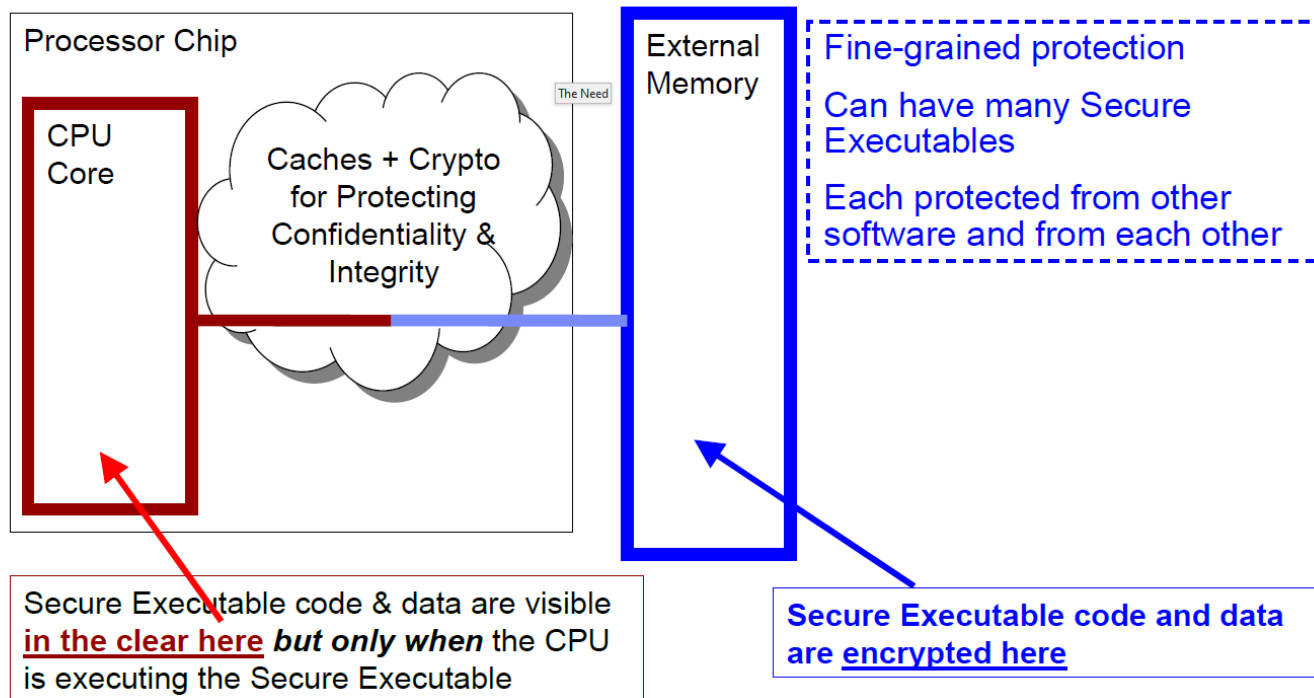 Processor Chip
CPU
Core
The Need
Caches + Crypto
for Protecting
Confidentiality &
Integrity
External
Memory
Fine-grained protection
Can have many Secure
Executables
Each protected from other
software and from each other
Secure Executable code & data are visible
in the clear here but only when the CPU
is executing the Secure Executable
Secure Executable code and data
are encrypted here